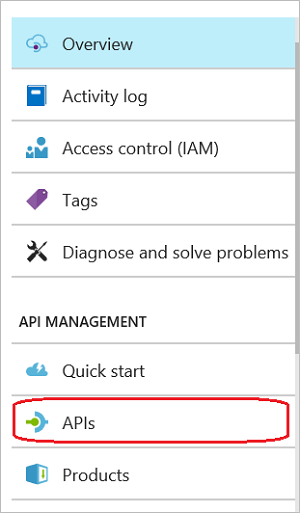 Overview
Activity log
Access control (IAM)
Tags
Diagnose and solve problems
API MANAGEMENT
Quick start
APIs
Products